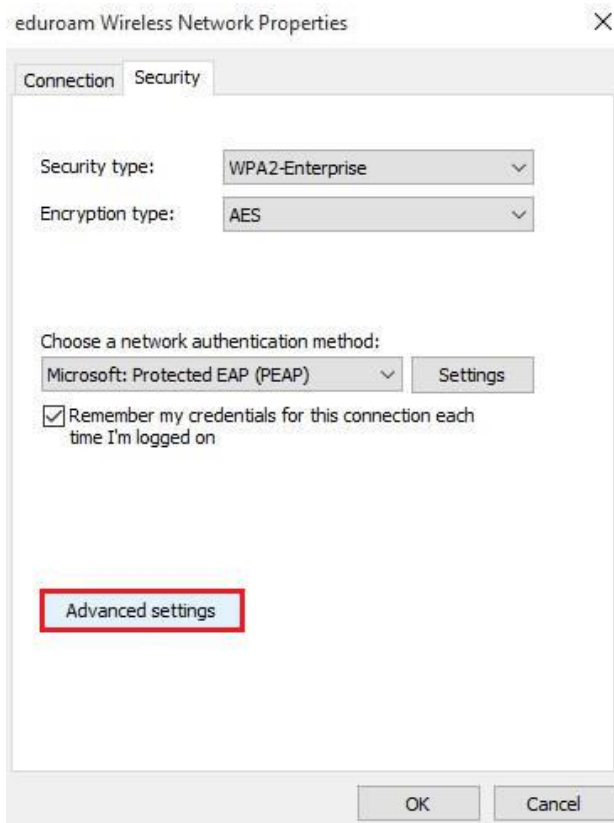 eduroam Wireless Network Properties
Connection Security
Security type: WPA2-Enterprise
Encryption type: AES
Choose a network authentication method:
Microsoft: Protected EAP (PEAP) Settings
Remember my credentials for this connection each
time I'm logged on
Advanced settings
OK Cancel